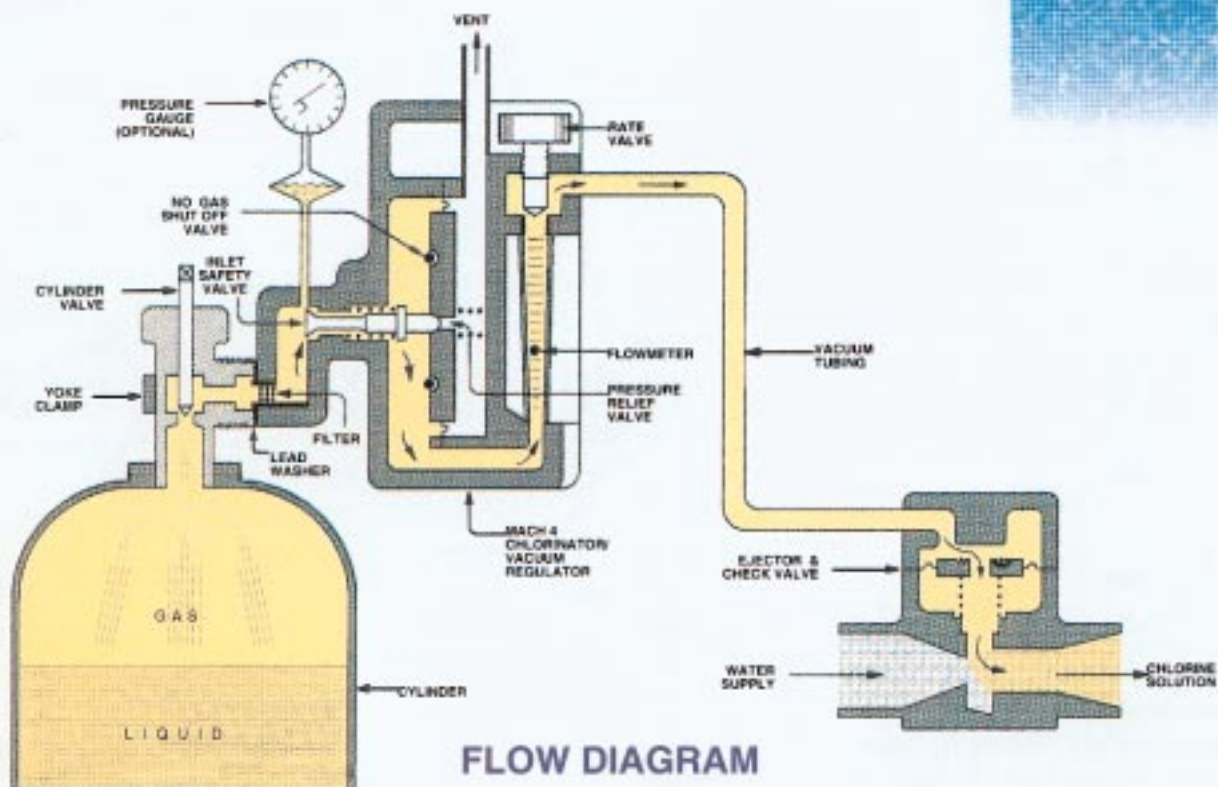 VENT
PRESSURE
GAUGE
(OPTIONAL)
RATE
VALVE
NO GAS
SHUT OFF
VALVE
INLET
SAFETY
VALVE
CYLINDER
VALVE
FLOWMETER
VACUUM
TUBING
YOKE
CLAMP
PRESSURE
RELIEF
VALVE
FILTER
LEAD
WASHER
MACH 4
CHLORINATOR/
VACUUM
REGULATOR
EJECTOR &
CHECK VALVE
GAS
WATER
SUPPLY
CHLORINE
SOLUTION
CYLINDER
LIQUID
FLOW DIAGRAM